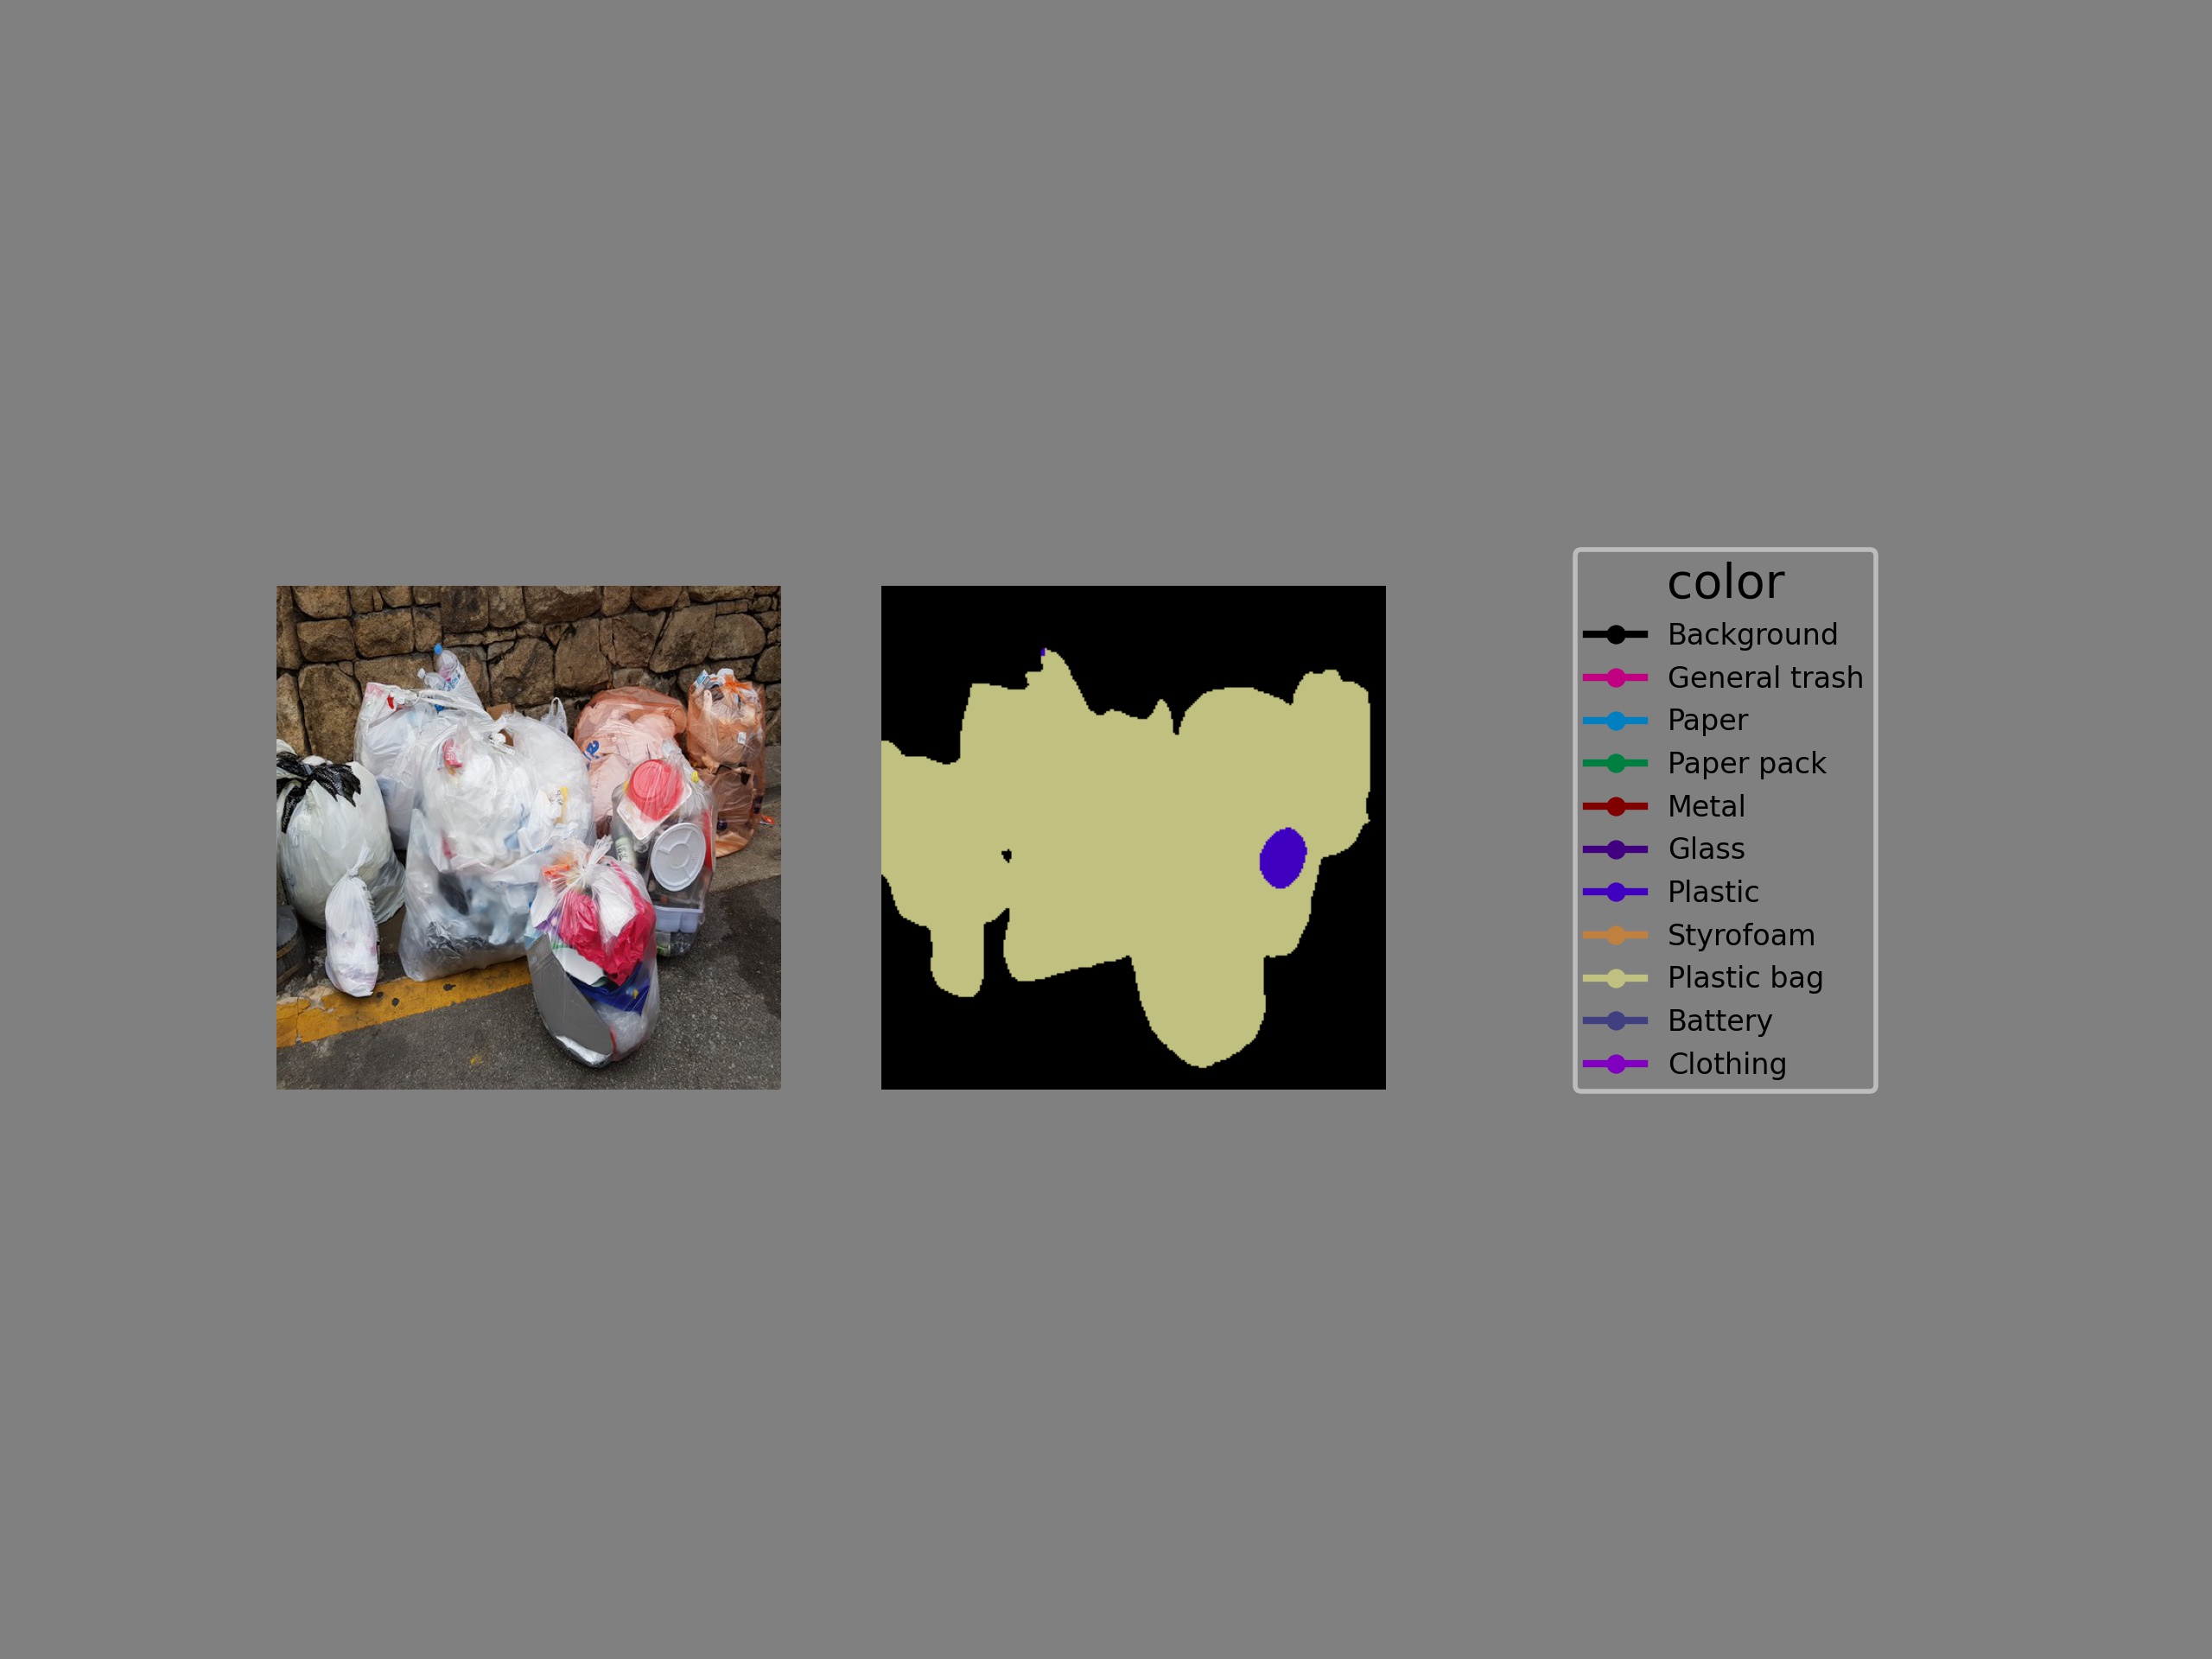 color
Background
General trash
Paper
Paper pack
Metal
Glass
Plastic
Styrofoam
Plastic bag
Battery
Clothing